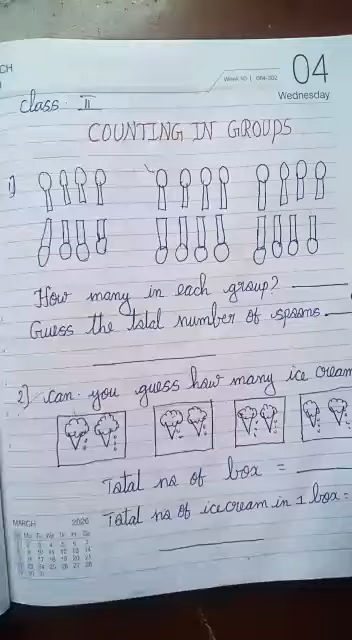 CH
Week 10 | 064-302
04
Wednesday
Class II
COUNTING IN GROUPS
1)
How many in each group?
Guess the total number of spoons.
2) Can you guess how many ice cream
Total no of box =
Total no of icecream in 1 box =
MARCH 2026